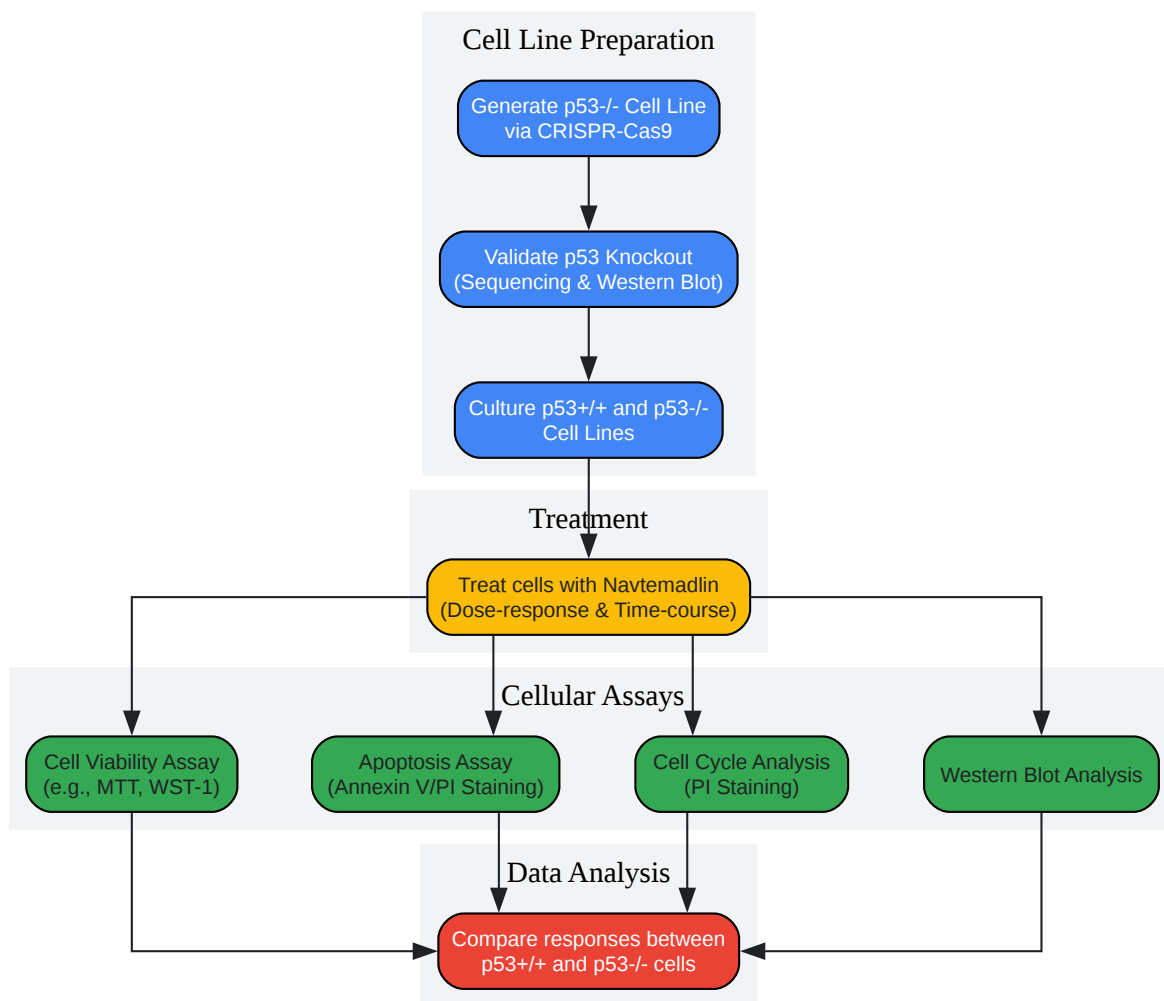 Cell Line Preparation
Generate p53-/- Cell Line
via CRISPR-Cas9
Validate p53 Knockout
(Sequencing & Western Blot)
Culture p53+/+ and p53-/-
Cell Lines
Treatment
Treat cells with Navtemadlin
(Dose-response & Time-course)
Cellular Assays
Cell Viability Assay
(e.g., MTT, WST-1)
Apoptosis Assay
(Annexin V/PI Staining)
Cell Cycle Analysis
(PI Staining)
Western Blot Analysis
Data Analysis
Compare responses between
p53+/+ and p53-/- cells